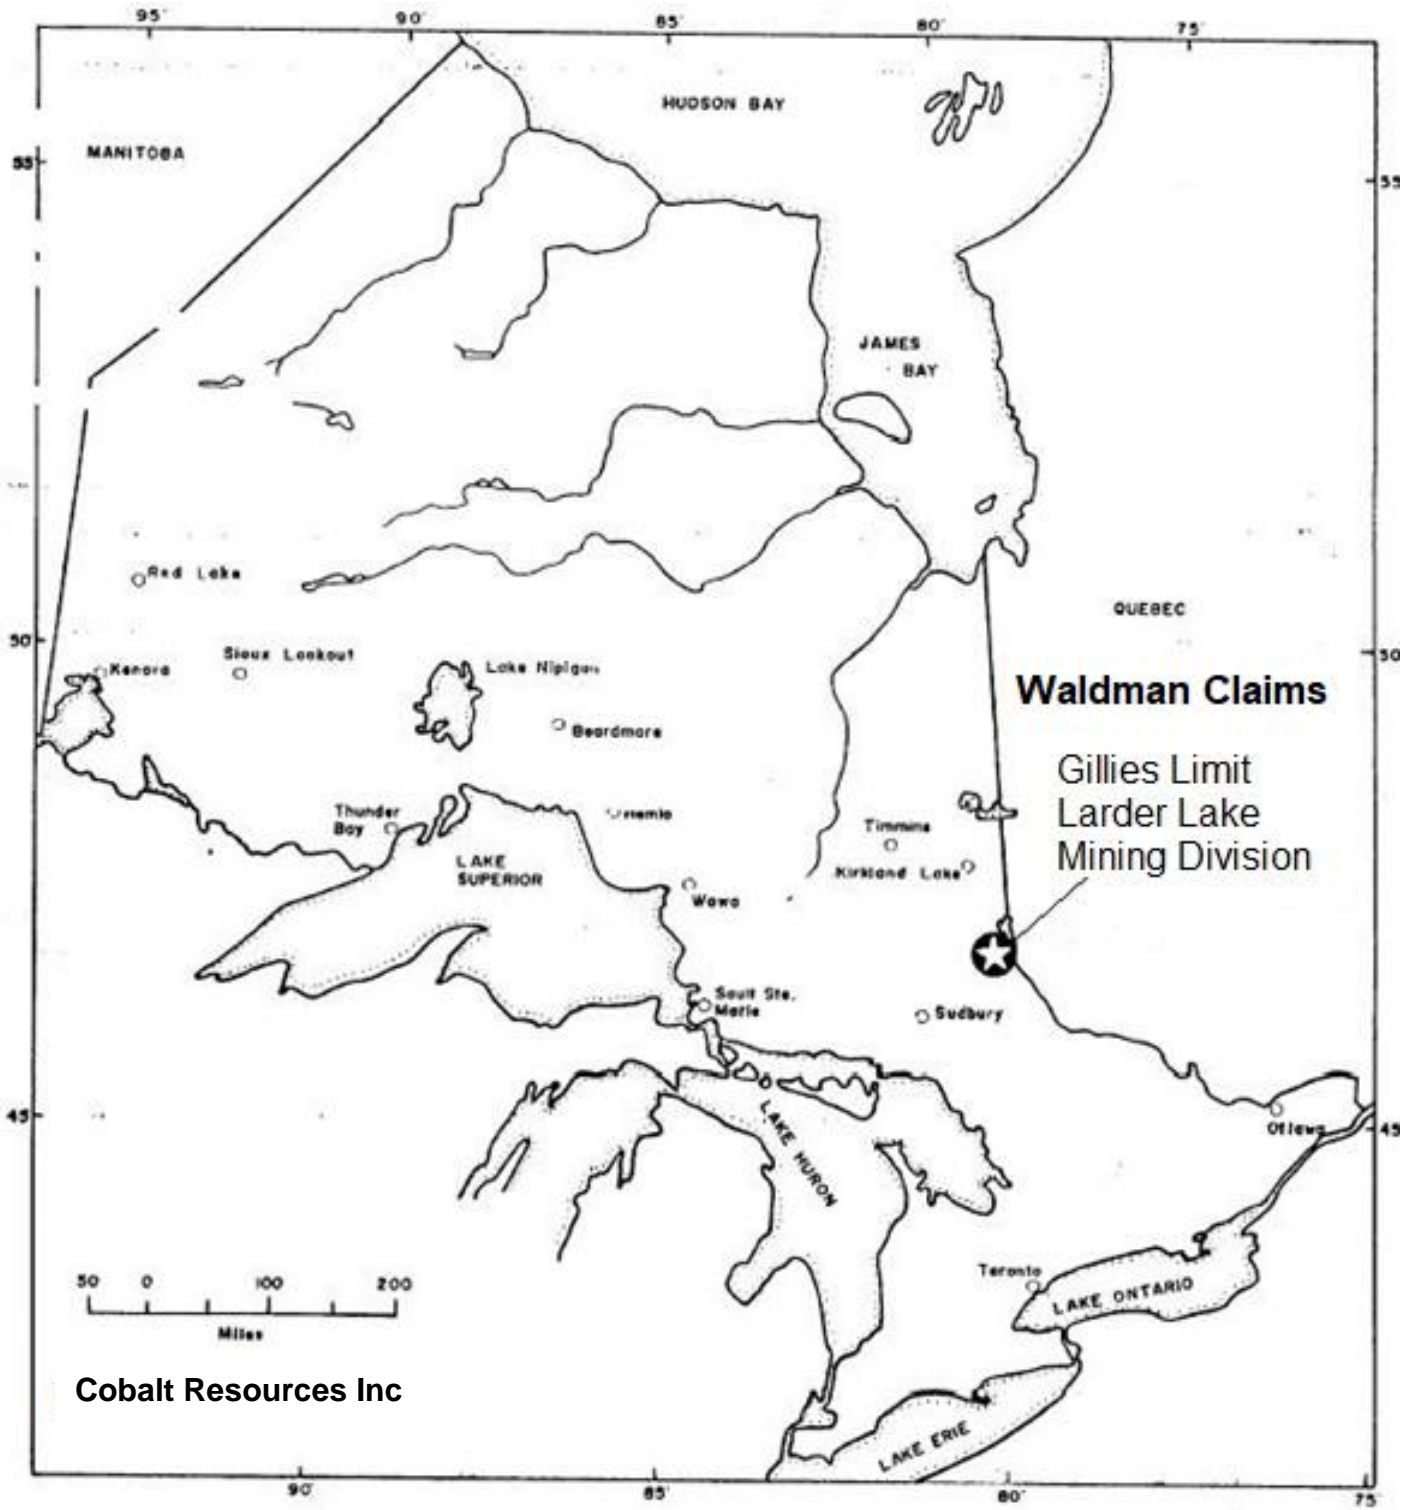 95°
90°
85°
80°
75°
HUDSON BAY
MANITOBA
55°
55
JAMES
BAY
Red Lake
QUEBEC
50°
50
Kenora
Sioux Lookout
Lake Nipigon
Waldman Claims
Beardmore
Gillies Limit
Larder Lake
Mining Division
Thunder
Bay
Hemlo
Timmins
Kirkland Lake
LAKE
SUPERIOR
Wawa
Sault Ste.
Marie
Sudbury
45
45
Ottawa
LAKE HURON
Toronto
LAKE ONTARIO
50 0 100 200
Miles
Cobalt Resources Inc
LAKE ERIE
90°
85°
80°
75°